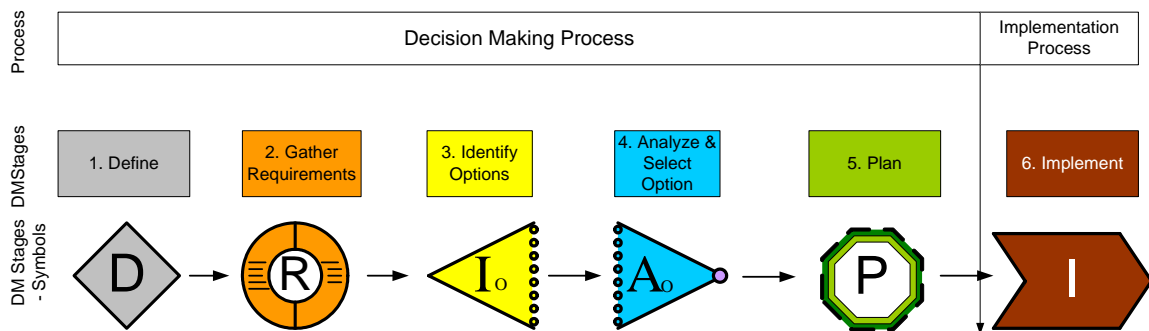 Process
Decision Making Process
Implementation
Process
DMStages
1. Define
2. Gather
Requirements
3. Identify
Options
4. Analyze &
Select
Option
5. Plan
6. Implement
DM Stages
- Symbols
D
R
Io
Ao
P
I